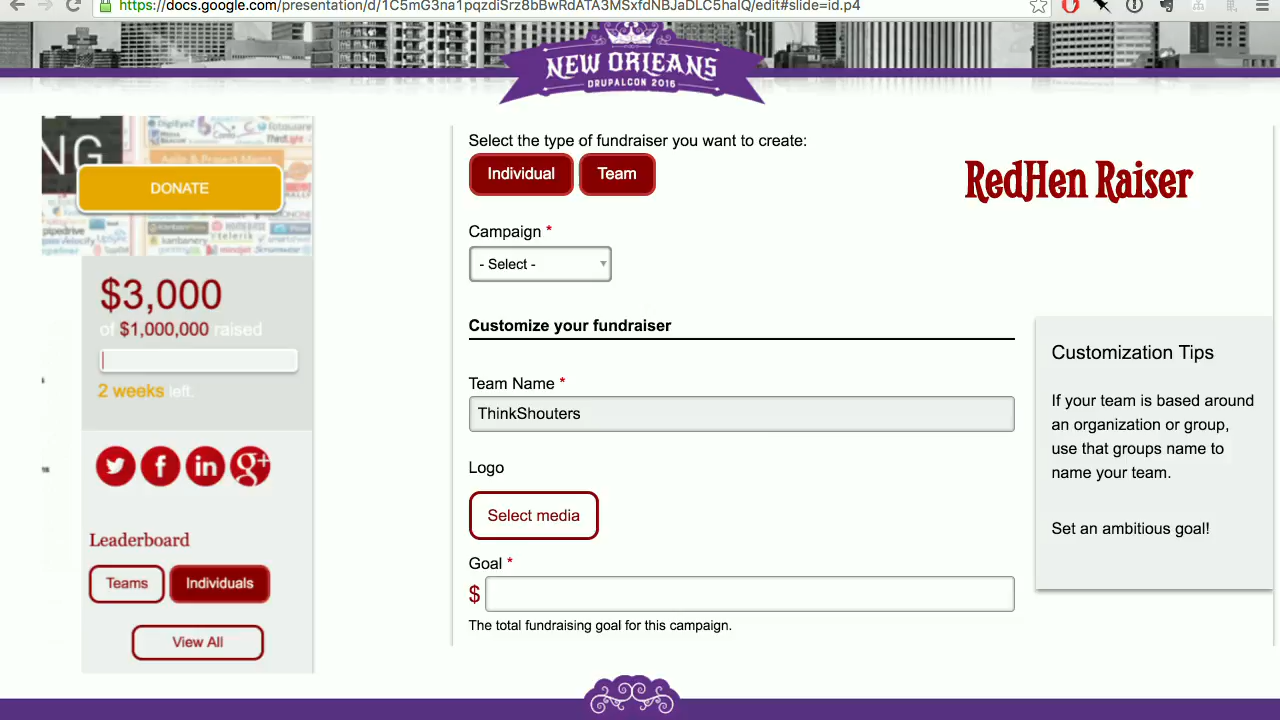 https://docs.google.com/presentation/d/1C5mG3na1pqzdiSrz8bBwRdATA3MSxfdNBJaDLC5halQ/edit#slide=id.p4
NEW ORLEANS
DRUPALCON 2016
NG
DONATE
$3,000
of $1,000,000 raised
2 weeks left.
Leaderboard
Teams Individuals
View All
Select the type of fundraiser you want to create:
Individual Team
RedHen Raiser
Campaign *
- Select -
Customize your fundraiser
Team Name *
ThinkShouters
Logo
Select media
Goal *
$
The total fundraising goal for this campaign.
Customization Tips
If your team is based around
an organization or group,
use that groups name to
name your team.
Set an ambitious goal!